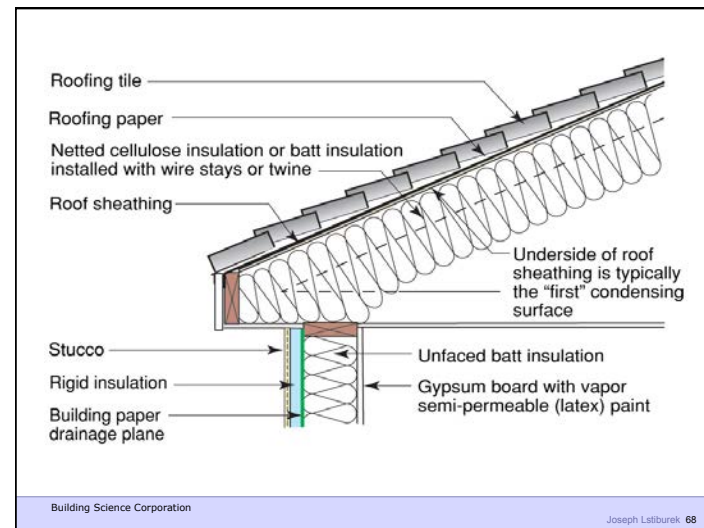 Roofing tile
Roofing paper
Netted cellulose insulation or batt insulation
installed with wire stays or twine
Roof sheathing
Underside of roof
sheathing is typically
the “first” condensing
surface
Stucco
Rigid insulation
Building paper
drainage plane
Unfaced batt insulation
Gypsum board with vapor
semi-permeable (latex) paint
Building Science Corporation
Joseph Lstiburek 68